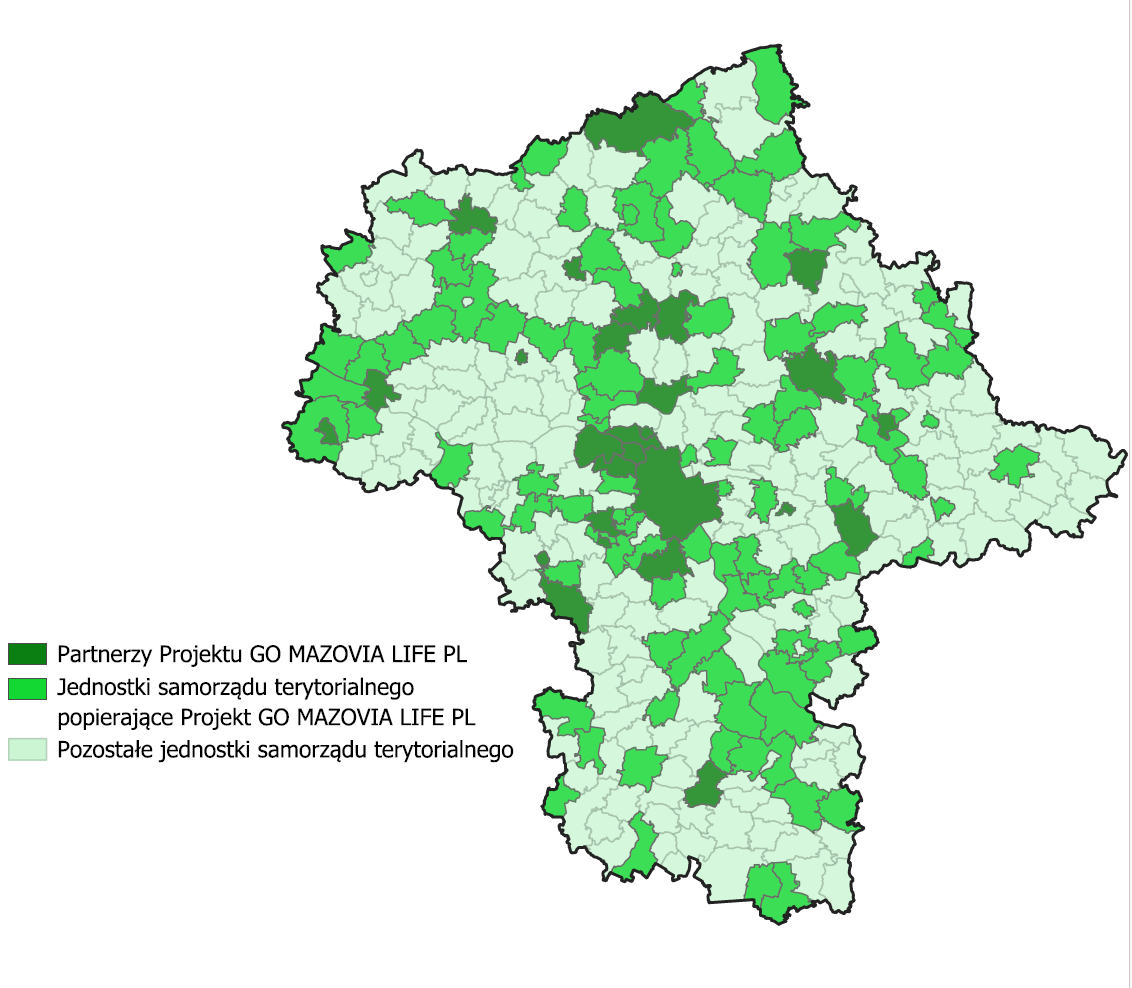 Partnerzy Projektu GO MAZOVIA LIFE PL
Jednostki samorządu terytorialnego
popierające Projekt GO MAZOVIA LIFE PL
Pozostałe jednostki samorządu terytorialnego